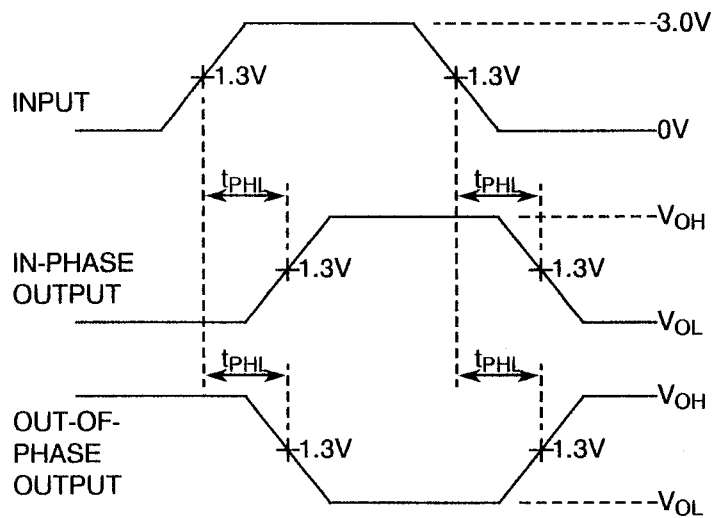 3.0V
1.3V
1.3V
INPUT
0V
tPHL
tPHL
VOH
IN-PHASE
OUTPUT
1.3V
1.3V
VOL
tPHL
tPHL
VOH
OUT-OF-
PHASE
OUTPUT
1.3V
1.3V
VOL